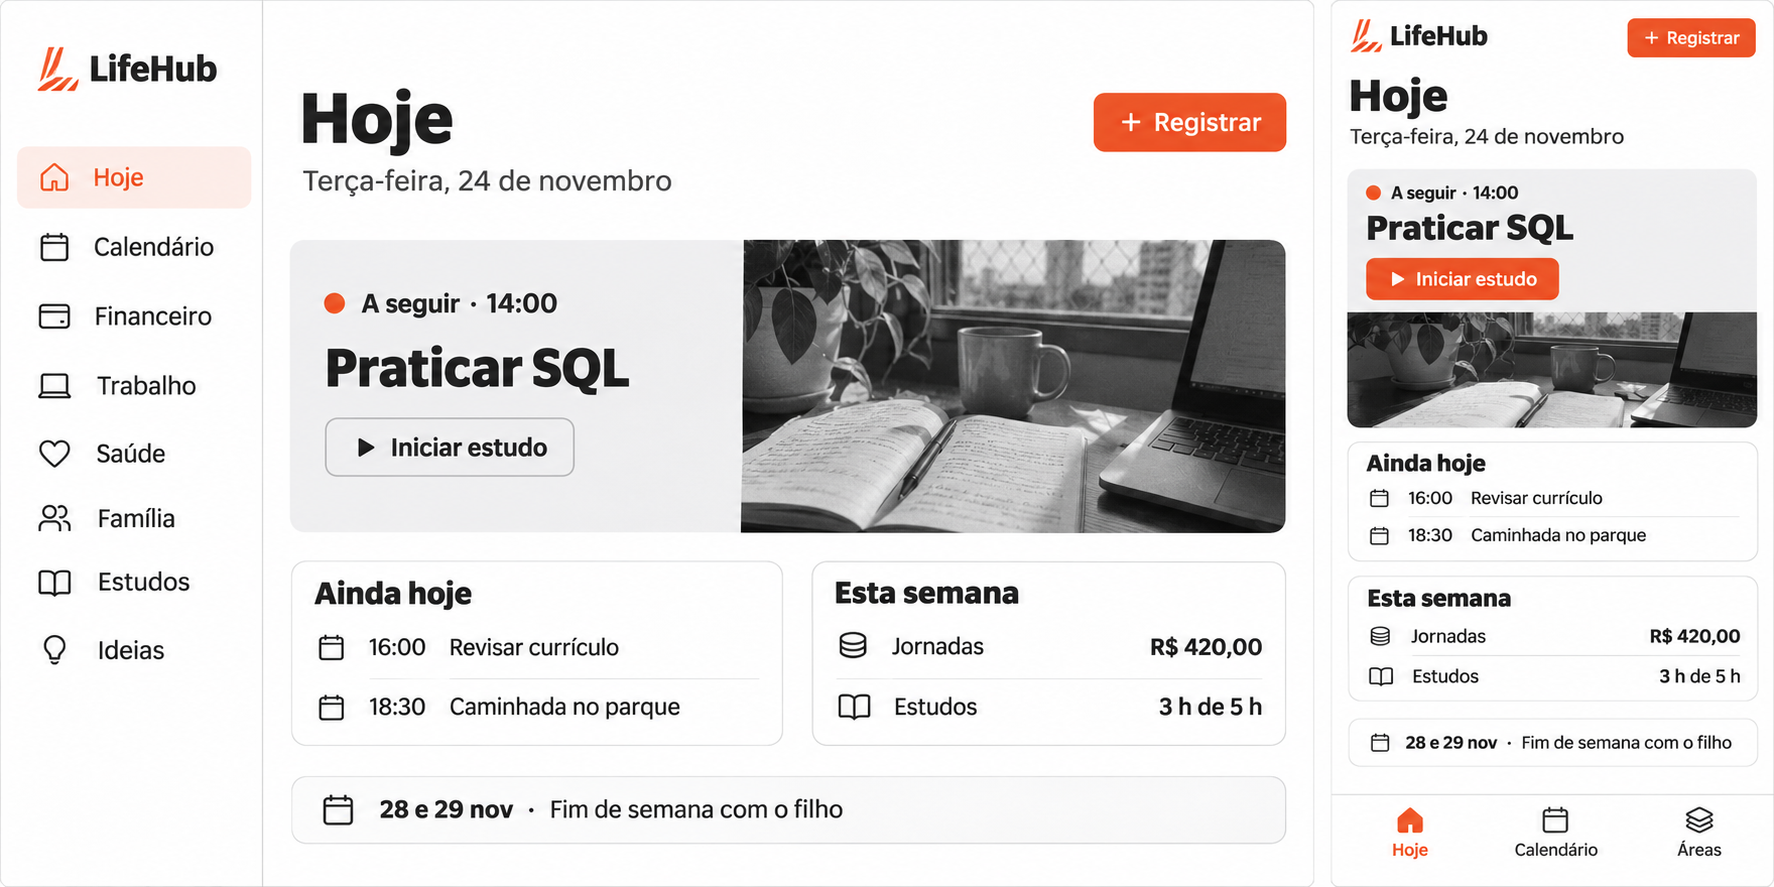 LifeHub
Hoje
Calendário
Financeiro
Trabalho
Saúde
Família
Estudos
Ideias
Hoje
Terça-feira, 24 de novembro
+ Registrar
A seguir · 14:00
Praticar SQL
Iniciar estudo
Ainda hoje
16:00 Revisar currículo
18:30 Caminhada no parque
Esta semana
Jornadas R$ 420,00
Estudos 3 h de 5 h
28 e 29 nov · Fim de semana com o filho
LifeHub
+ Registrar
Hoje
Terça-feira, 24 de novembro
A seguir · 14:00
Praticar SQL
Iniciar estudo
Ainda hoje
16:00 Revisar currículo
18:30 Caminhada no parque
Esta semana
Jornadas R$ 420,00
Estudos 3 h de 5 h
28 e 29 nov · Fim de semana com o filho
Hoje
Calendário
Áreas